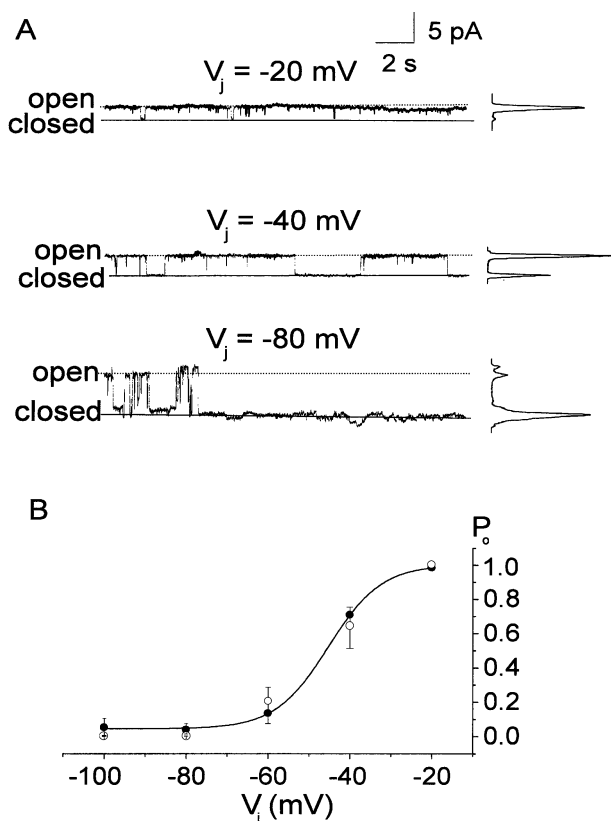 A
5 pA
2 s
Vj = -20 mV
open
closed
Vj = -40 mV
open
closed
Vj = -80 mV
open
closed
B
Po
1.0
0.8
0.6
0.4
0.2
0.0
-100 -80 -60 -40 -20
Vj (mV)